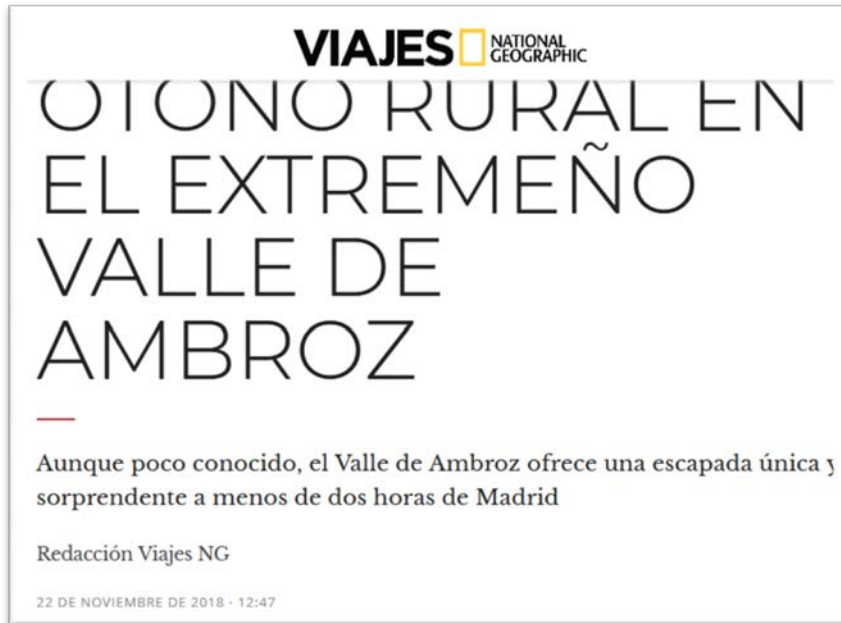 VIAJES NATIONAL GEOGRAPHIC
OTOÑO RURAL EN
EL EXTREMEÑO
VALLE DE
AMBROZ
Aunque poco conocido, el Valle de Ambroz ofrece una escapada única y
sorprendente a menos de dos horas de Madrid
Redacción Viajes NG
22 DE NOVIEMBRE DE 2018 · 12:47